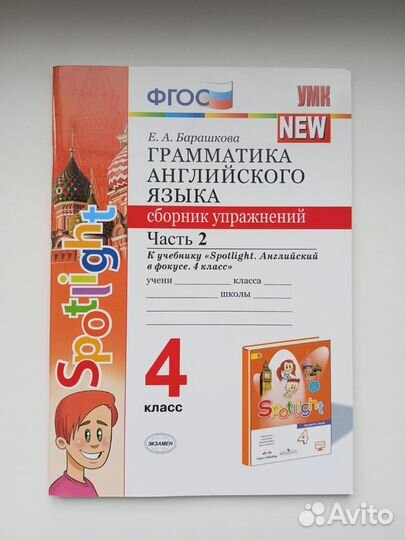 ФГОС
УМК
NEW
Е. А. Барашкова
ГРАММАТИКА
АНГЛИЙСКОГО
ЯЗЫКА
сборник упражнений
Часть 2
К учебнику «Spotlight. Английский
в фокусе. 4 класс»
учени класса
школы
Spotlight
4
класс
ЭКЗАМЕН
Spotlight
4
Avito